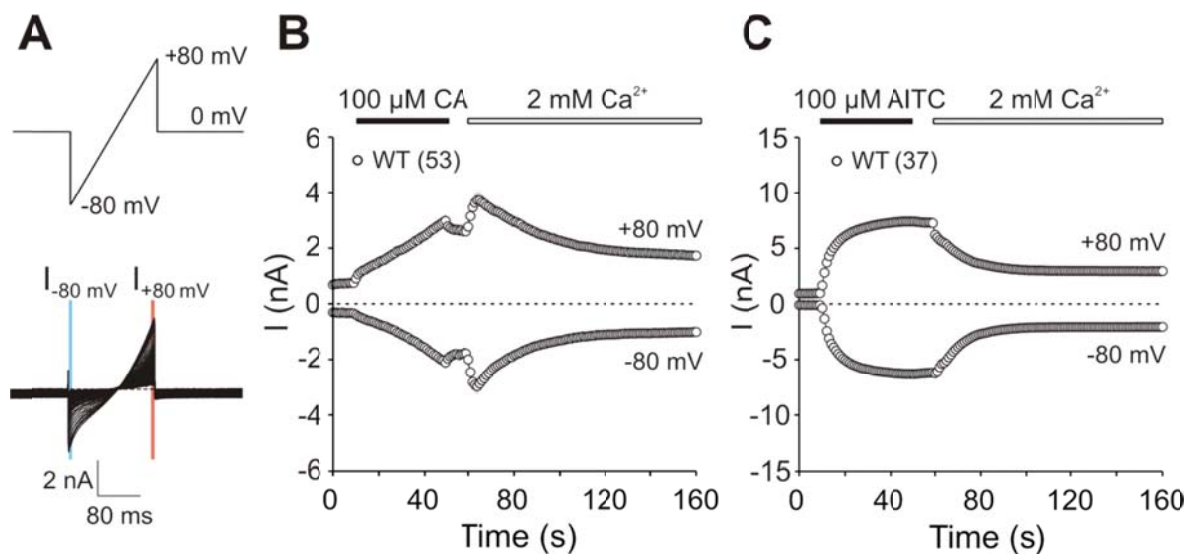 A
+80 mV
0 mV
-80 mV
I-80 mV
I+80 mV
2 nA
80 ms
B
100 µM CA
2 mM Ca²⁺
WT (53)
6
4
2
0
-2
-4
-6
I (nA)
+80 mV
-80 mV
0
40
80
120
160
Time (s)
C
100 µM AITC
2 mM Ca²⁺
WT (37)
15
10
5
0
-5
-10
-15
I (nA)
+80 mV
-80 mV
0
40
80
120
160
Time (s)